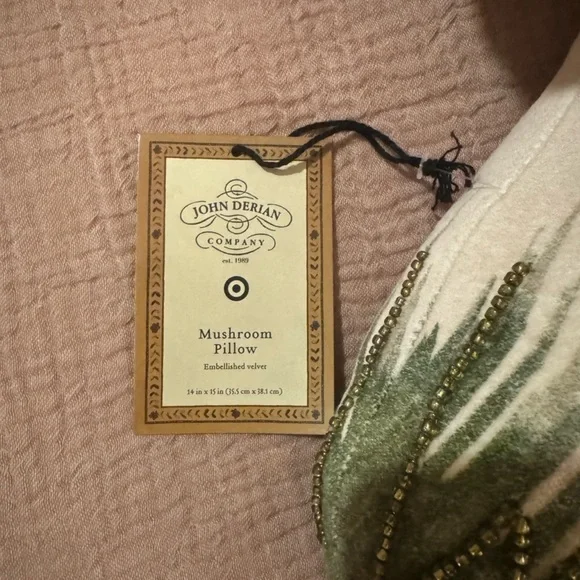 JOHN DERIAN
COMPANY
est. 1989
Mushroom
Pillow
Embellished velvet
14 in x 15 in (35.5 cm x 38.1 cm)